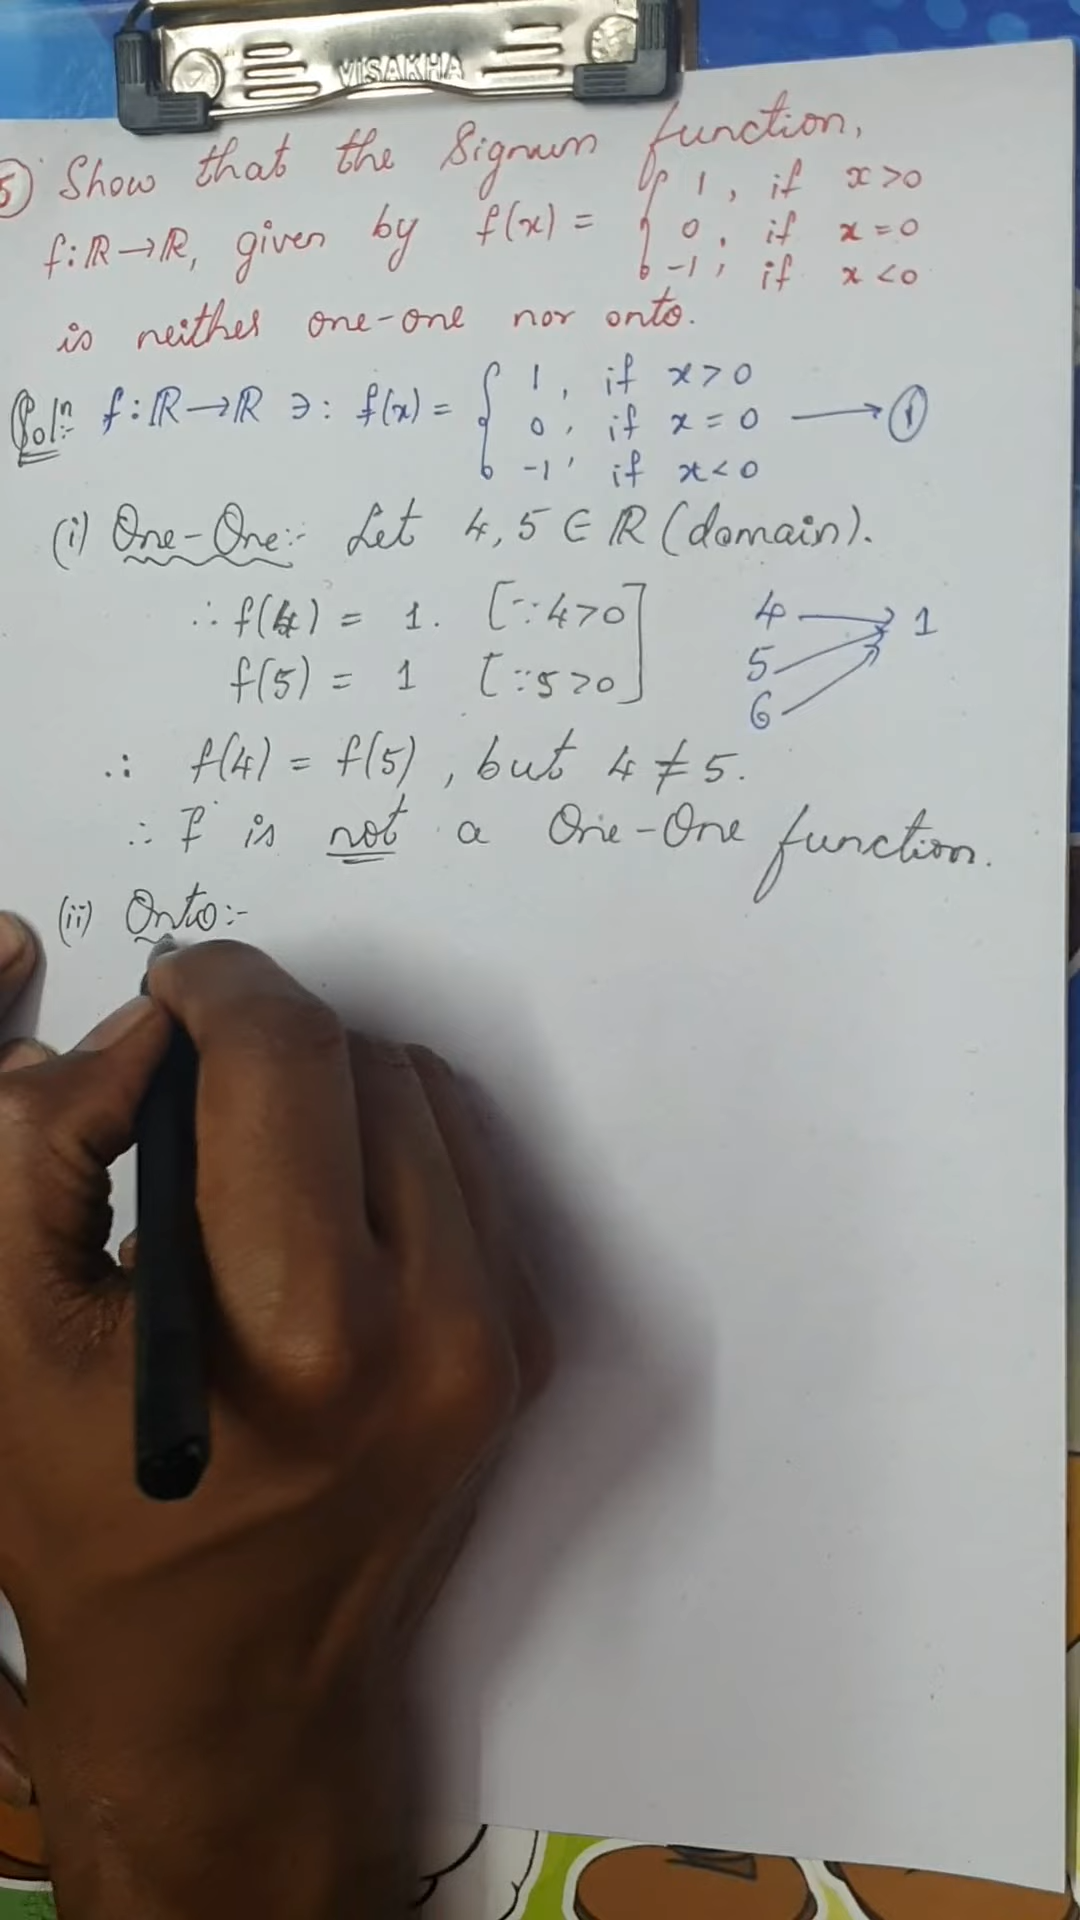 VISAKHA
5) Show that the Signum function,
f:ℝ→ℝ, given by f(x) = { 1, if x>0
0, if x=0
-1, if x<0
is neither one-one nor onto.
Solⁿ:- f:ℝ→ℝ ∋: f(x) = { 1, if x>0
0, if x=0 ⟶ ①
-1, if x<0
(i) One-One:- Let 4,5 ∈ ℝ (domain).
∴ f(4) = 1. [∵ 4>0]
f(5) = 1 [∵ 5>0]
4 → 1
5
6
∴ f(4) = f(5), but 4 ≠ 5.
∴ f is not a One-One function.
(ii) Onto:-